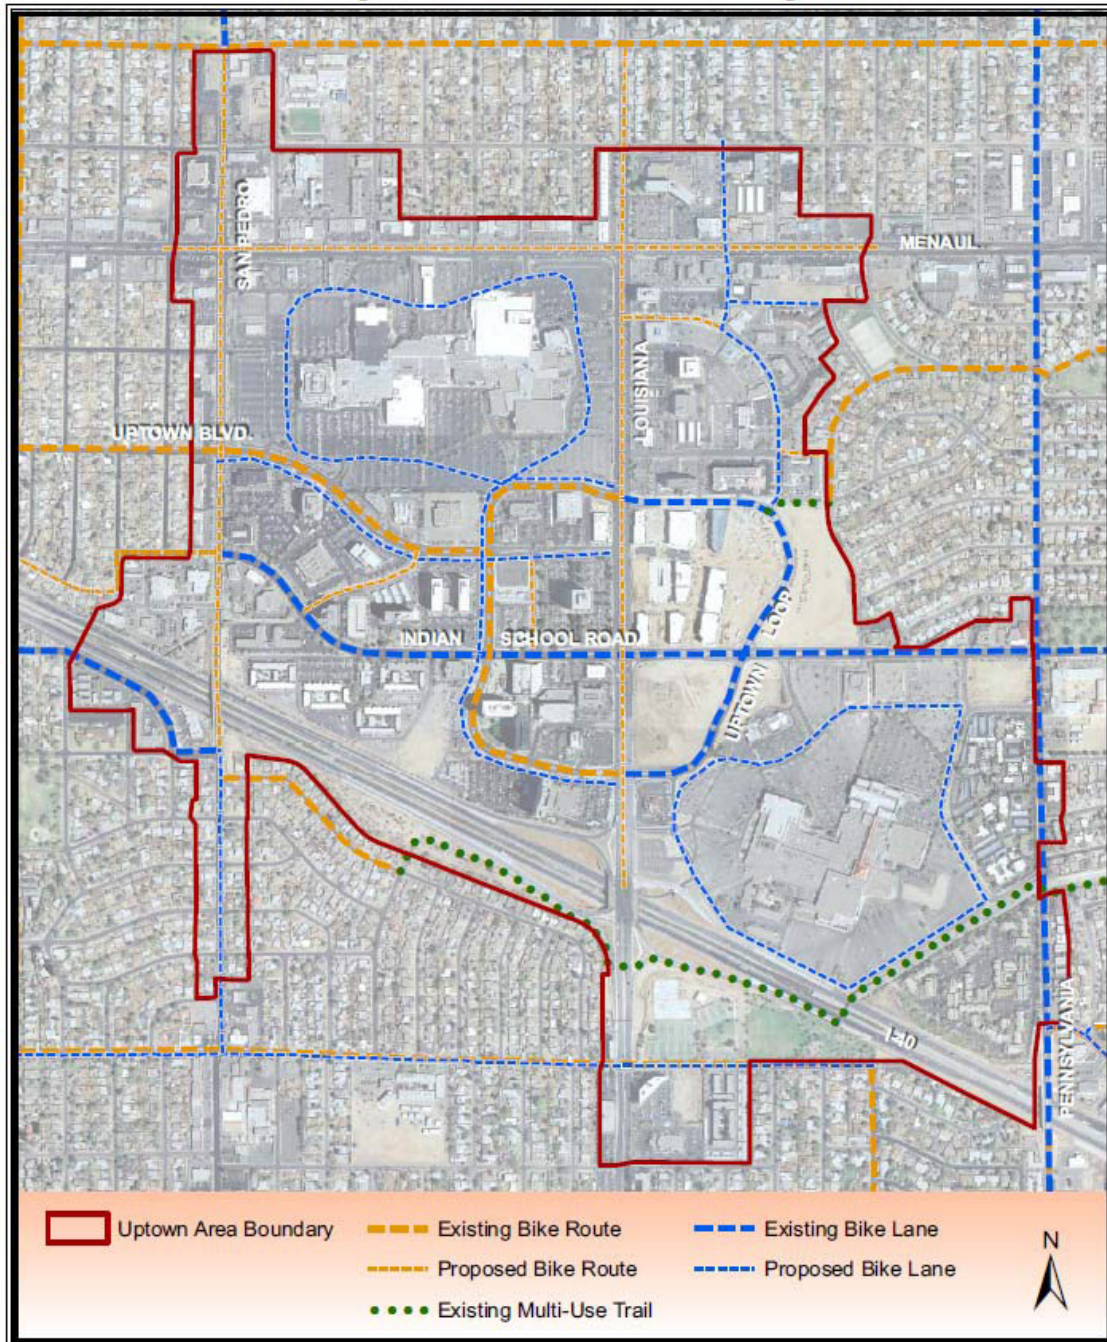 SAN PEDRO
MENAUL
LOUISIANA
UPTOWN BLVD.
LOOP
INDIAN SCHOOL ROAD
UPTOWN
I-40
PENNSYLVANIA
Uptown Area Boundary
Existing Bike Route
Existing Bike Lane
Proposed Bike Route
Proposed Bike Lane
Existing Multi-Use Trail
N